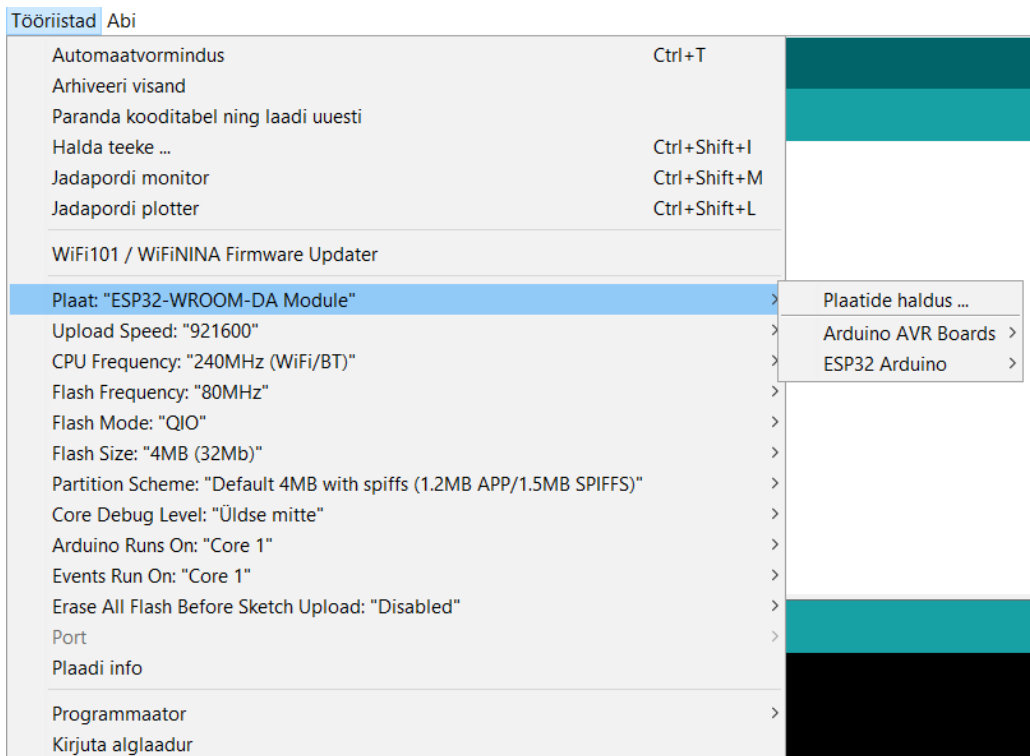 Tööriistad Abi
Automaatvormindus Ctrl+T
Arhiveeri visand
Paranda kooditabel ning laadi uuesti
Halda teeke ... Ctrl+Shift+I
Jadapordi monitor Ctrl+Shift+M
Jadapordi plotter Ctrl+Shift+L
WiFi101 / WiFiNINA Firmware Updater
Plaat: "ESP32-WROOM-DA Module"
Plaatide haldus ...
Arduino AVR Boards
ESP32 Arduino
Upload Speed: "921600"
CPU Frequency: "240MHz (WiFi/BT)"
Flash Frequency: "80MHz"
Flash Mode: "QIO"
Flash Size: "4MB (32Mb)"
Partition Scheme: "Default 4MB with spiffs (1.2MB APP/1.5MB SPIFFS)"
Core Debug Level: "Üldse mitte"
Arduino Runs On: "Core 1"
Events Run On: "Core 1"
Erase All Flash Before Sketch Upload: "Disabled"
Port
Plaadi info
Programmaator
Kirjuta alglaadur